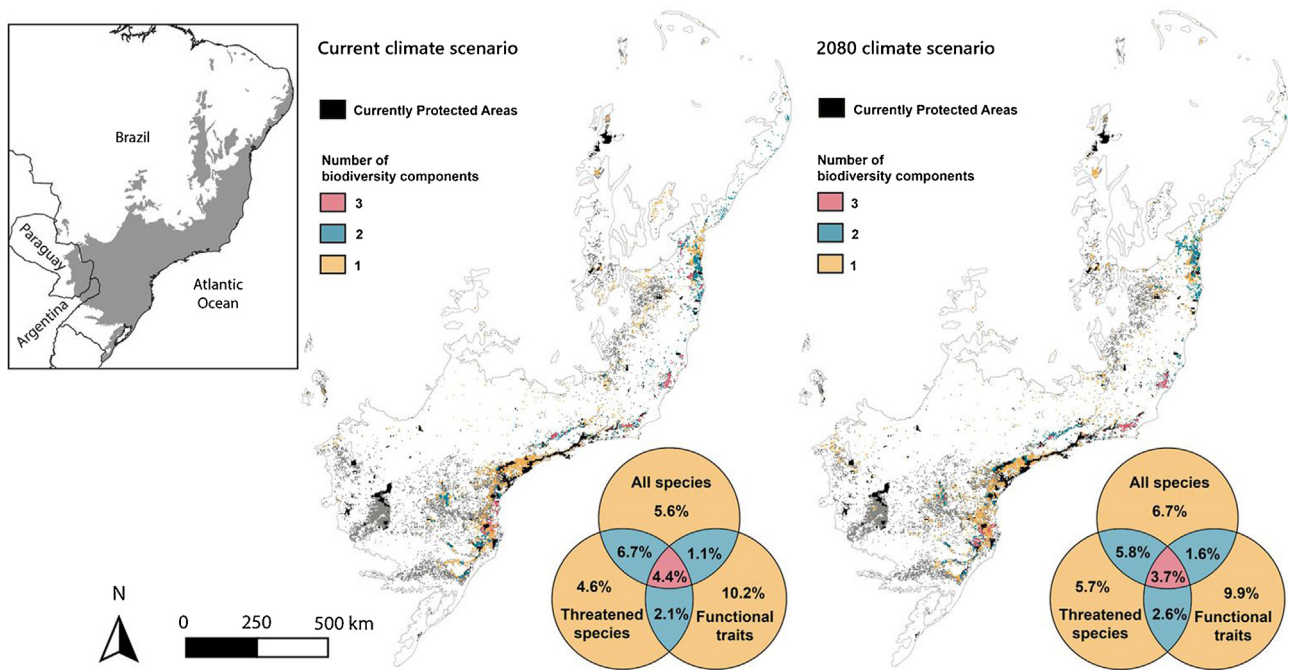 Brazil
Paraguay
Argentina
Atlantic
Ocean
N
0 250 500 km
Current climate scenario
Currently Protected Areas
Number of
biodiversity components
3
2
1
All species
5.6%
6.7%
1.1%
4.4%
4.6%
10.2%
Threatened
species
2.1%
Functional
traits
2080 climate scenario
Currently Protected Areas
Number of
biodiversity components
3
2
1
All species
6.7%
5.8%
1.6%
3.7%
5.7%
9.9%
Threatened
species
2.6%
Functional
traits